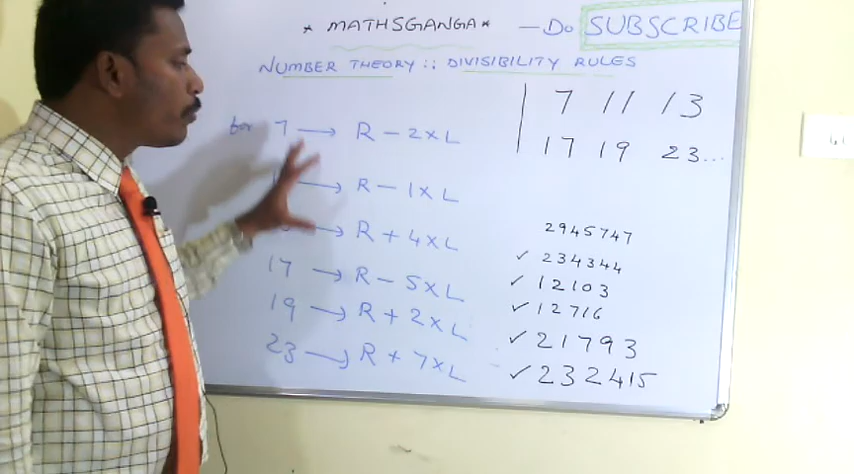 * MATHSGANGA * — Do SUBSCRIBE
NUMBER THEORY :: DIVISIBILITY RULES
for 7 → R - 2 x L
→ R - 1 x L
→ R + 4 x L
17 → R - 5 x L
19 → R + 2 x L
23 → R + 7 x L
7 11 13
17 19 23...
2945747
✓ 234344
✓ 12103
✓ 12716
✓ 21793
✓ 232415